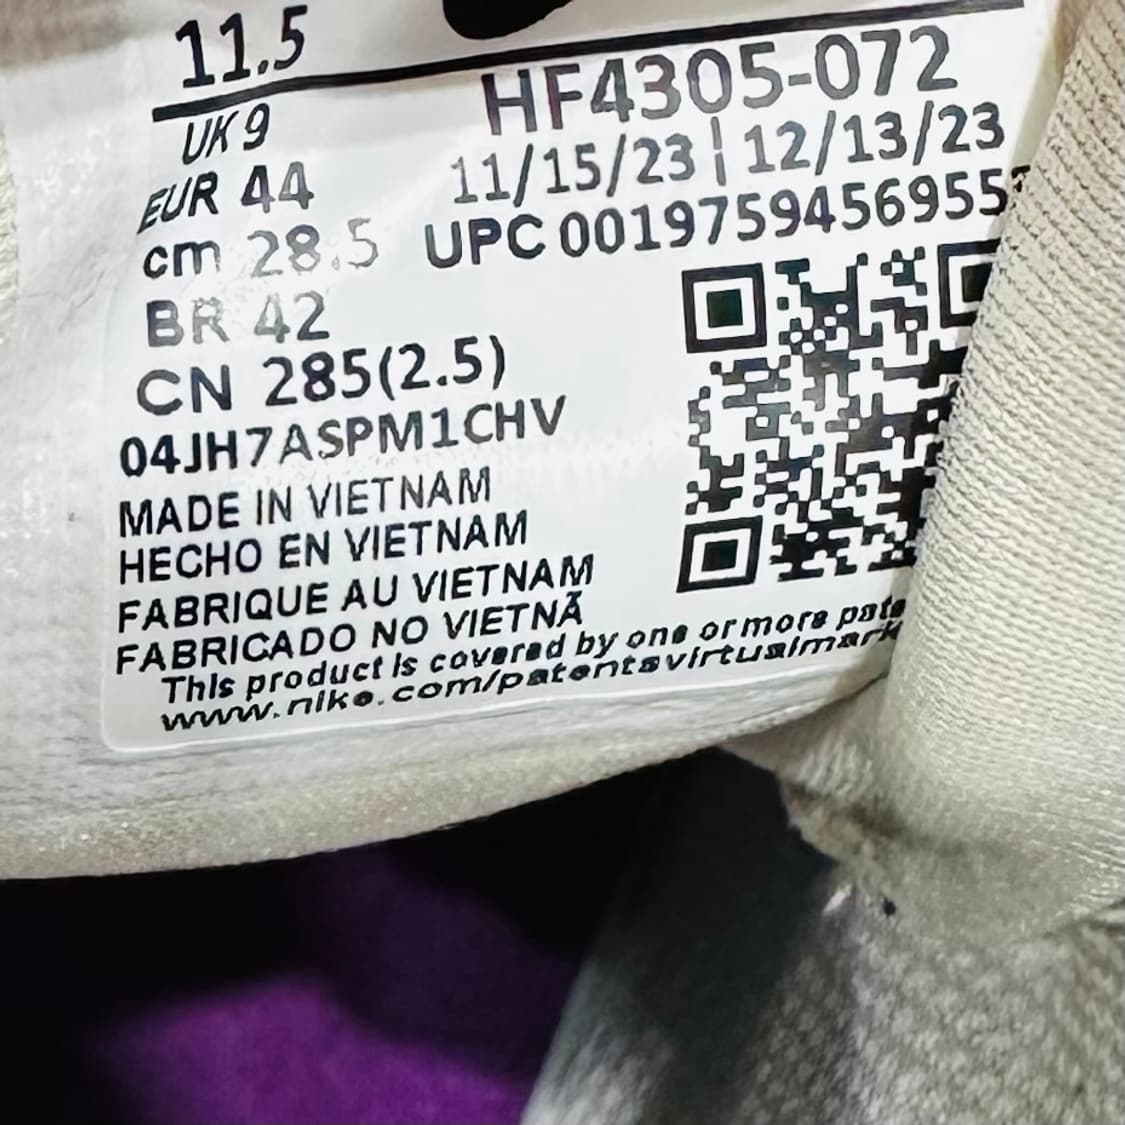 11.5
UK 9
EUR 44
cm 28.5
BR 42
CN 285(2.5)
04JH7ASPM1CHV
HF4305-072
11/15/23 | 12/13/23
UPC 00197594569557
MADE IN VIETNAM
HECHO EN VIETNAM
FABRIQUE AU VIETNAM
FABRICADO NO VIETNÃ
This product is covered by one or more pate
www.nike.com/patentsvirtualmark